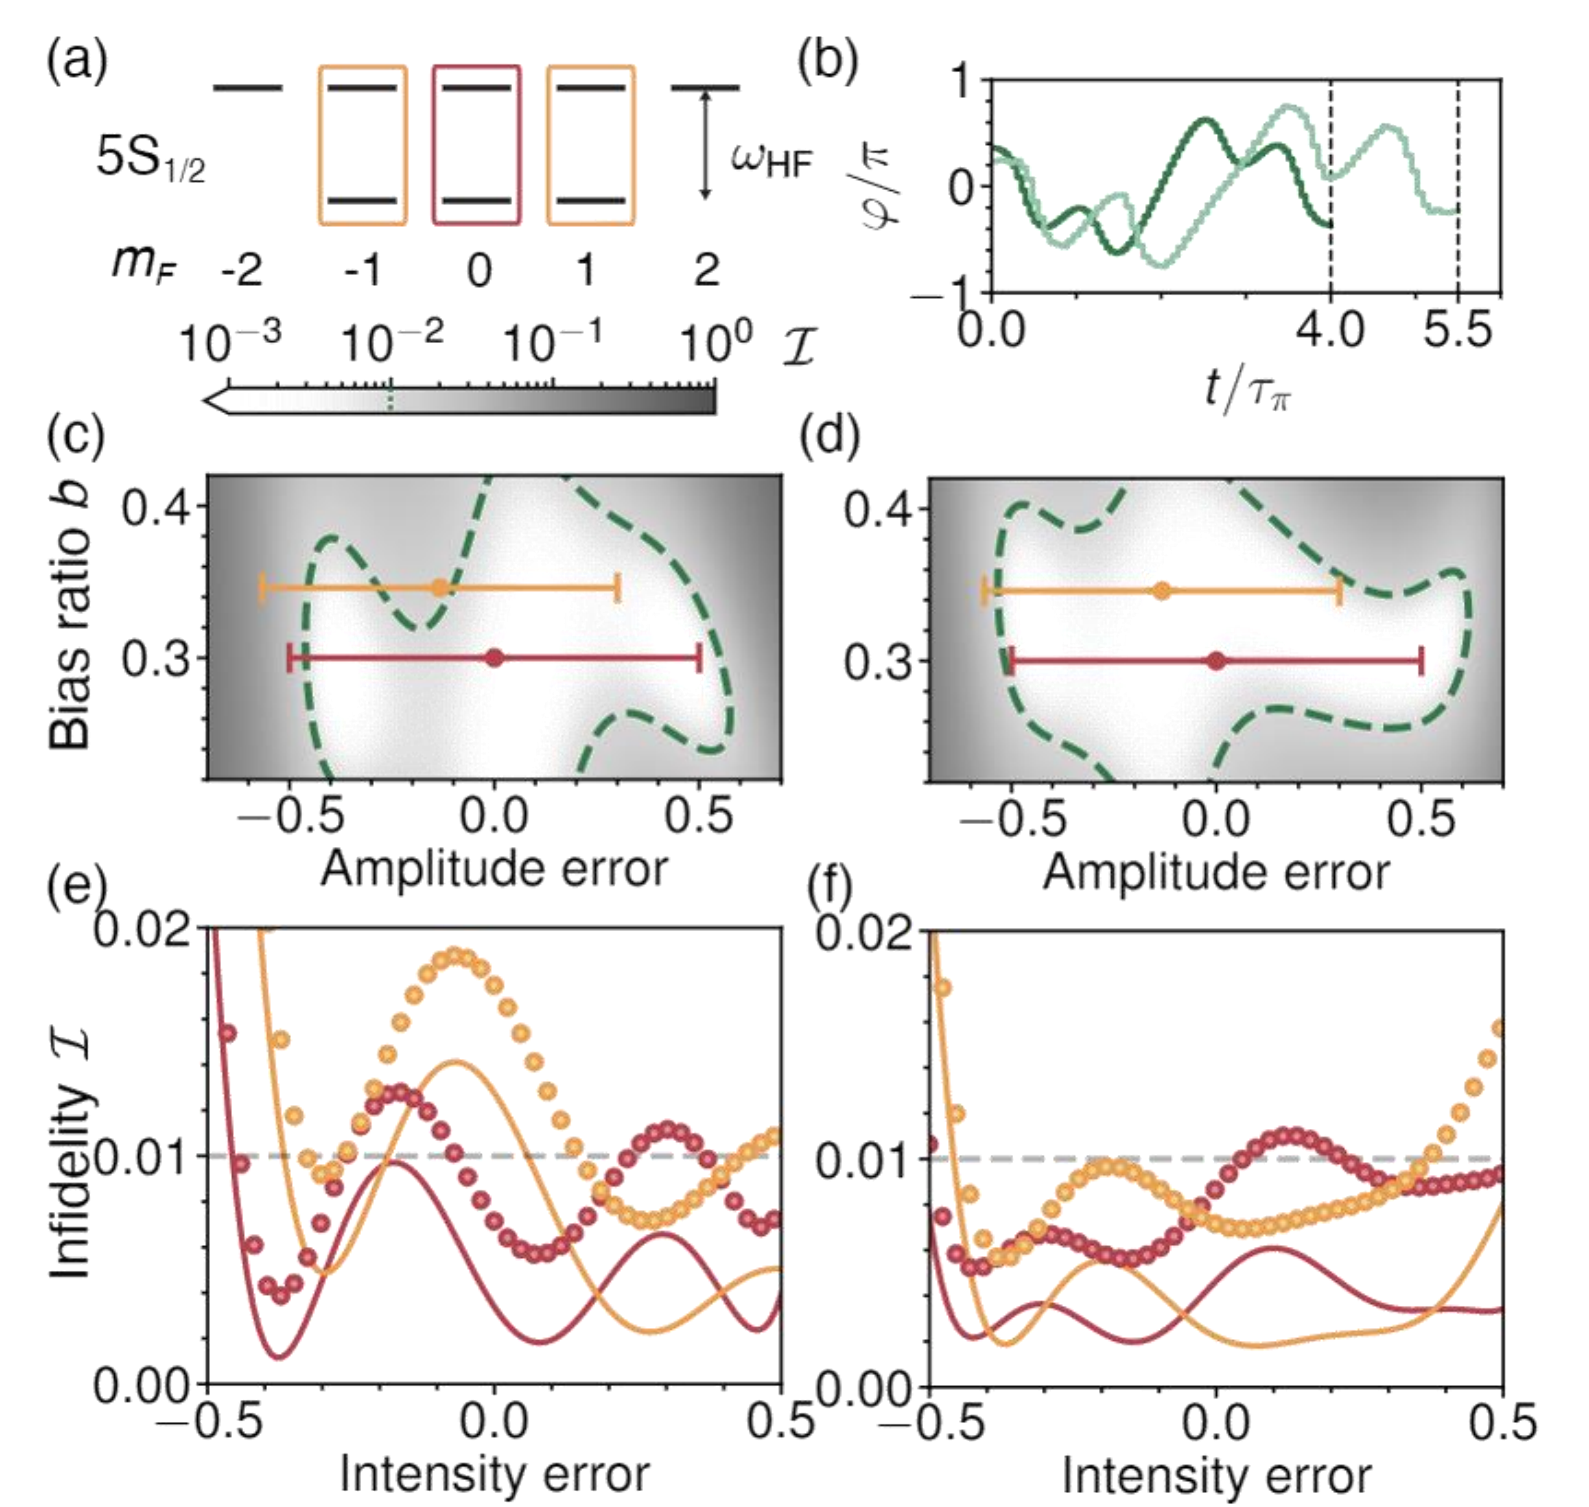 (a)
5S1/2
ωHF
mF -2 -1 0 1 2
10−3 10−2 10−1 100 ℐ
(b)
φ/π
1
0
−1
0.0 4.0 5.5
t/τπ
(c)
Bias ratio b
0.4
0.3
−0.5 0.0 0.5
Amplitude error
(d)
0.4
0.3
−0.5 0.0 0.5
Amplitude error
(e)
Infidelity ℐ
0.02
0.01
0.00
−0.5 0.0 0.5
Intensity error
(f)
0.02
0.01
0.00
−0.5 0.0 0.5
Intensity error